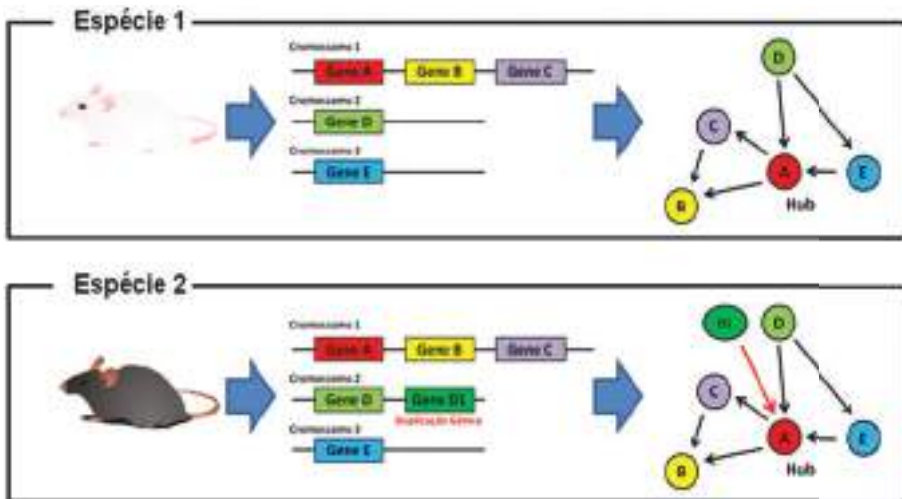 Espécie 1
Cromossomo 1
Gene A Gene B Gene C
Cromossomo 2
Gene D
Cromossomo 3
Gene E
D
C
A
E
B
Hub
Espécie 2
Cromossomo 1
Gene A Gene B Gene C
Cromossomo 2
Gene D Gene D1
Duplicação Gênica
Cromossomo 3
Gene E
D
C
A
E
B
Hub